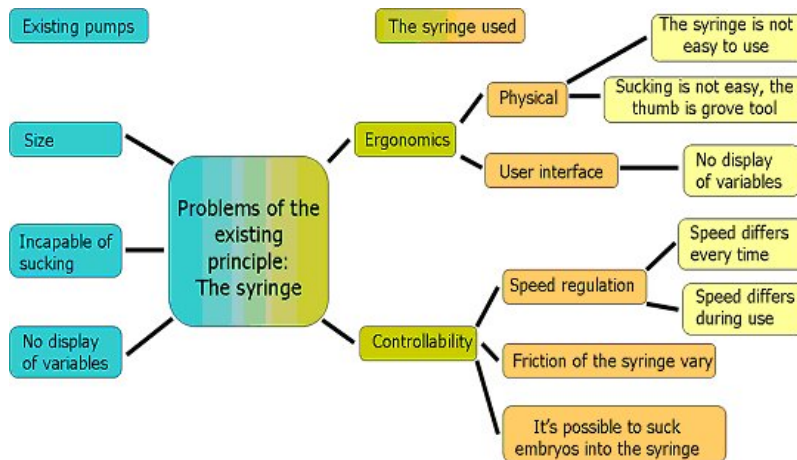 Existing pumps
The syringe used
The syringe is not
easy to use
Physical
Sucking is not easy, the
thumb is grove tool
Size
Ergonomics
User interface
No display
of variables
Problems of the
existing
principle:
The syringe
Incapable of
sucking
Speed differs
every time
Speed regulation
Speed differs
during use
No display
of variables
Controllability
Friction of the syringe vary
It's possible to suck
embryos into the syringe